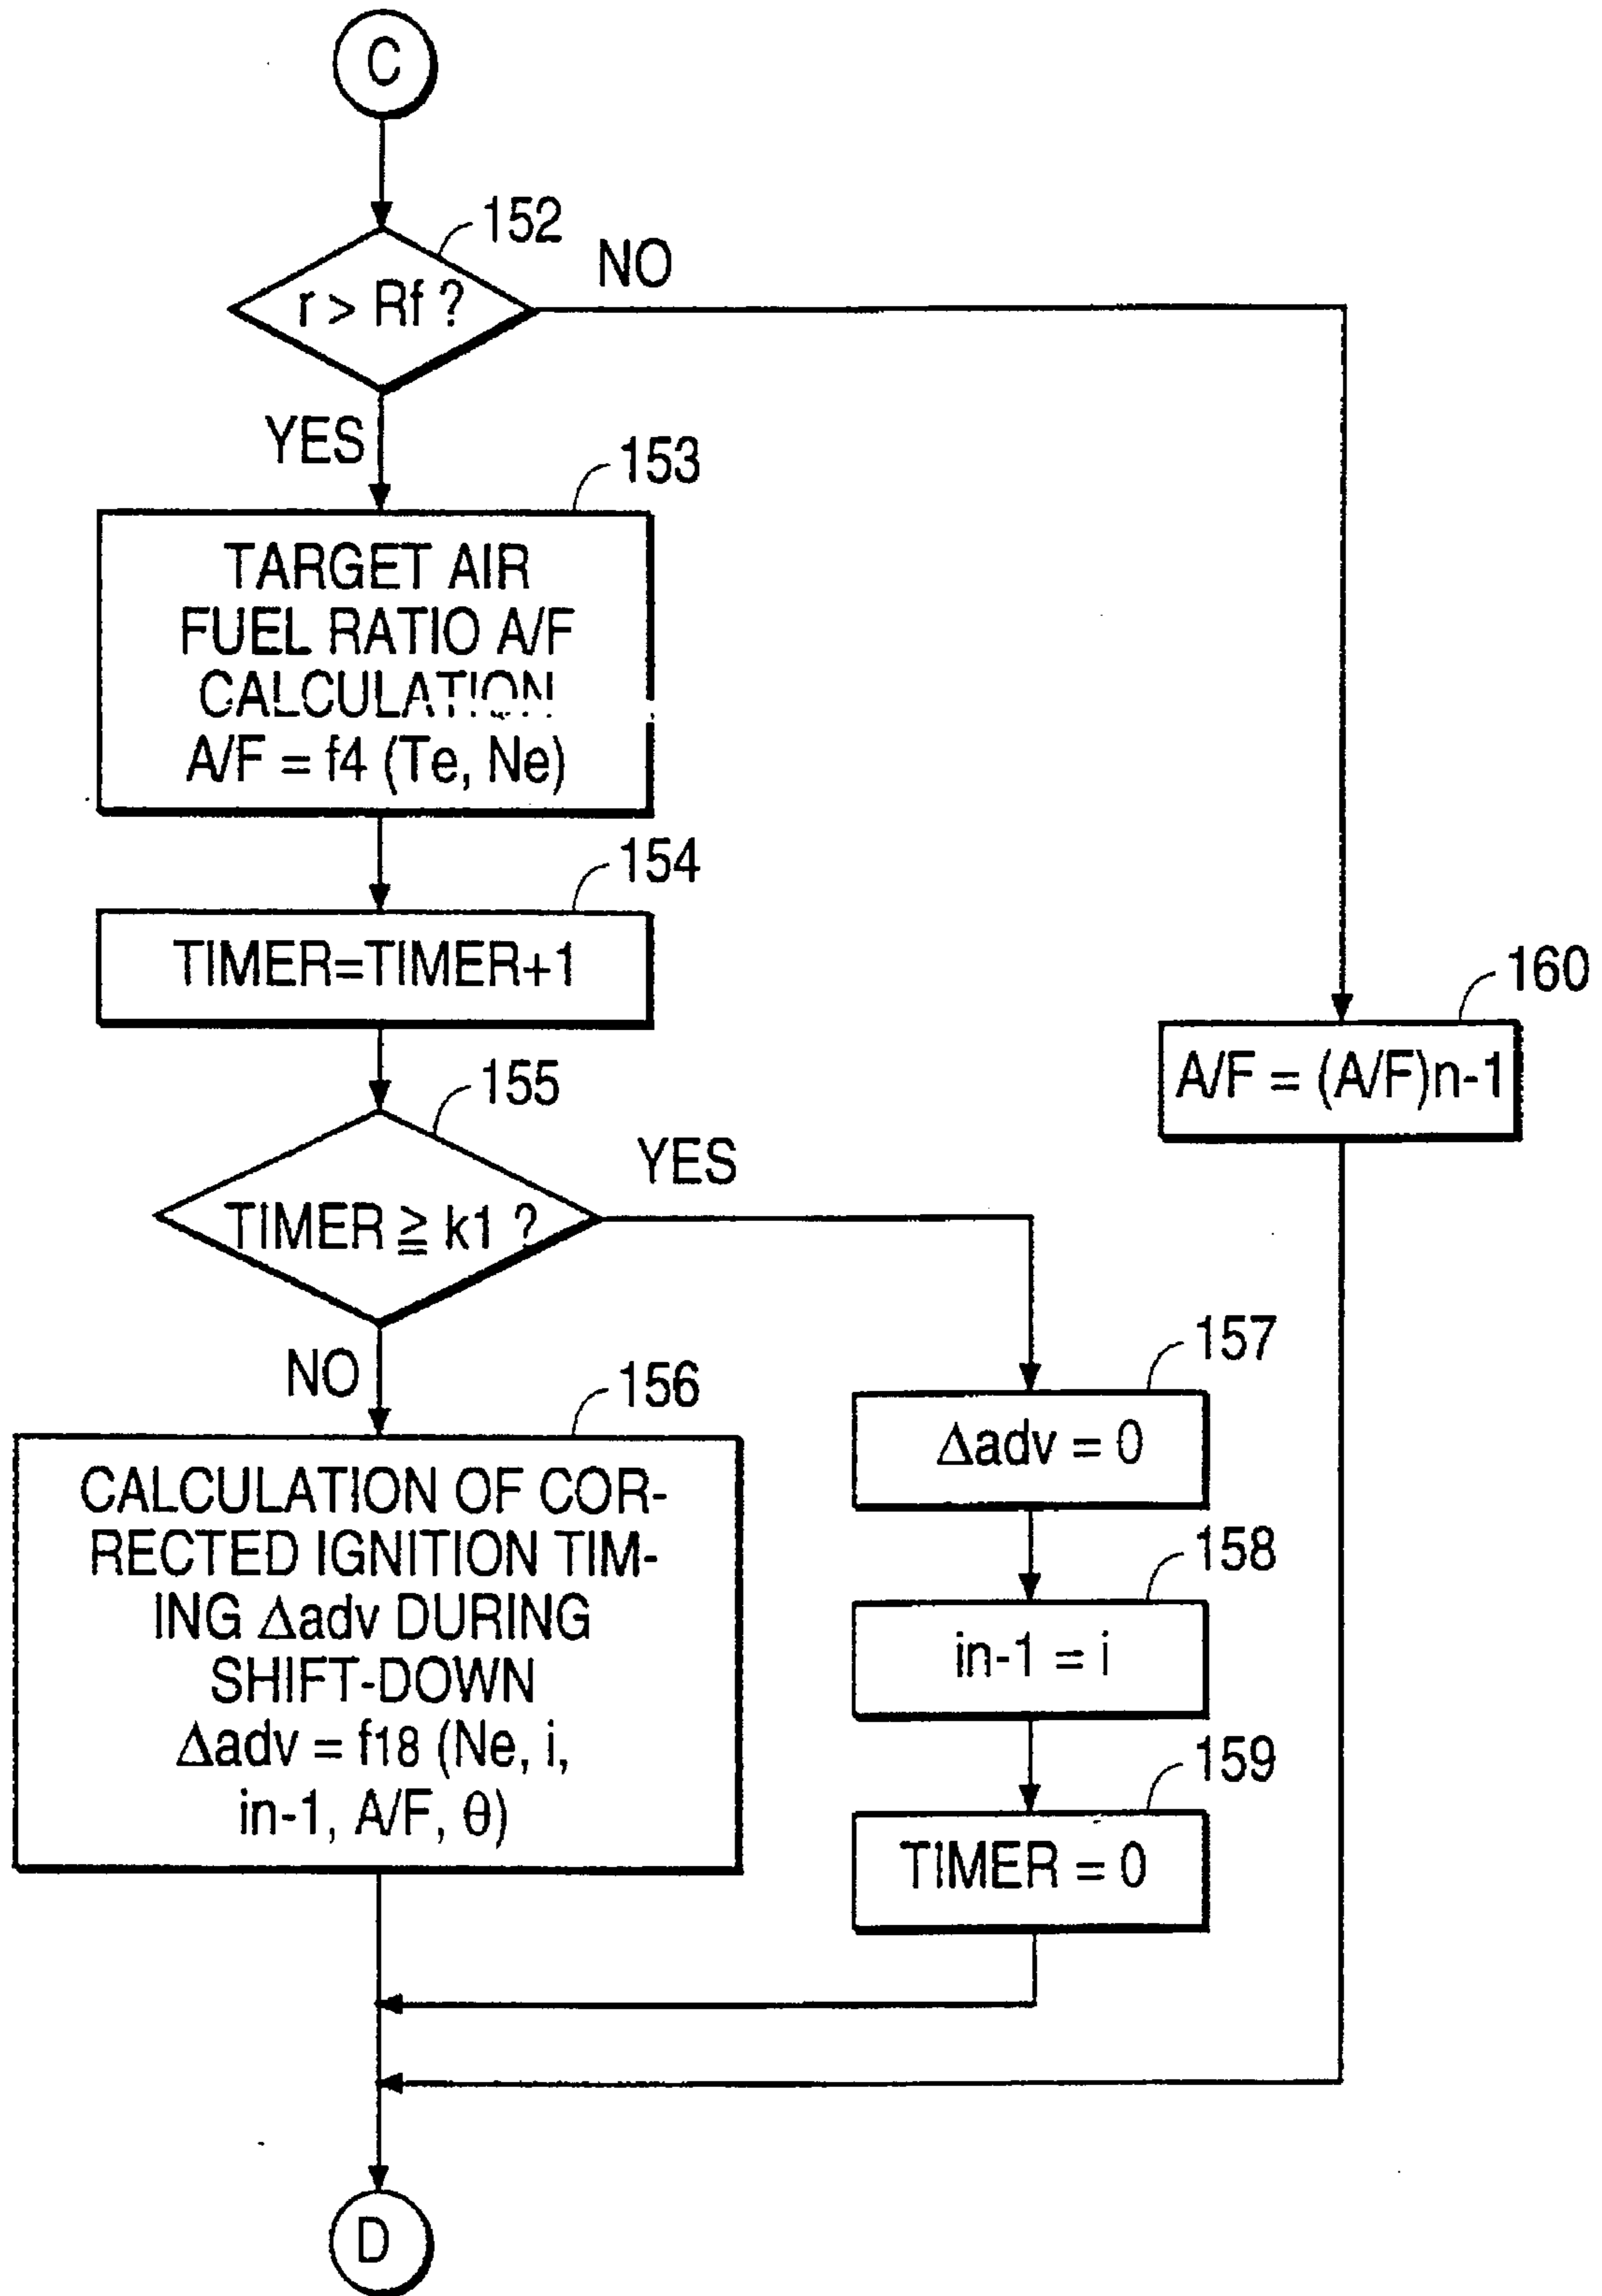 C
152
r > Rf ?
NO
YES
153
TARGET AIR
FUEL RATIO A/F
CALCULATION
A/F = f4 (Te, Ne)
154
TIMER=TIMER+1
160
A/F = (A/F)n-1
155
TIMER ≧ k1 ?
YES
NO
156
CALCULATION OF COR-
RECTED IGNITION TIM-
ING Δadv DURING
SHIFT-DOWN
Δadv = f18 (Ne, i,
in-1, A/F, θ)
157
Δadv = 0
158
in-1 = i
159
TIMER = 0
D